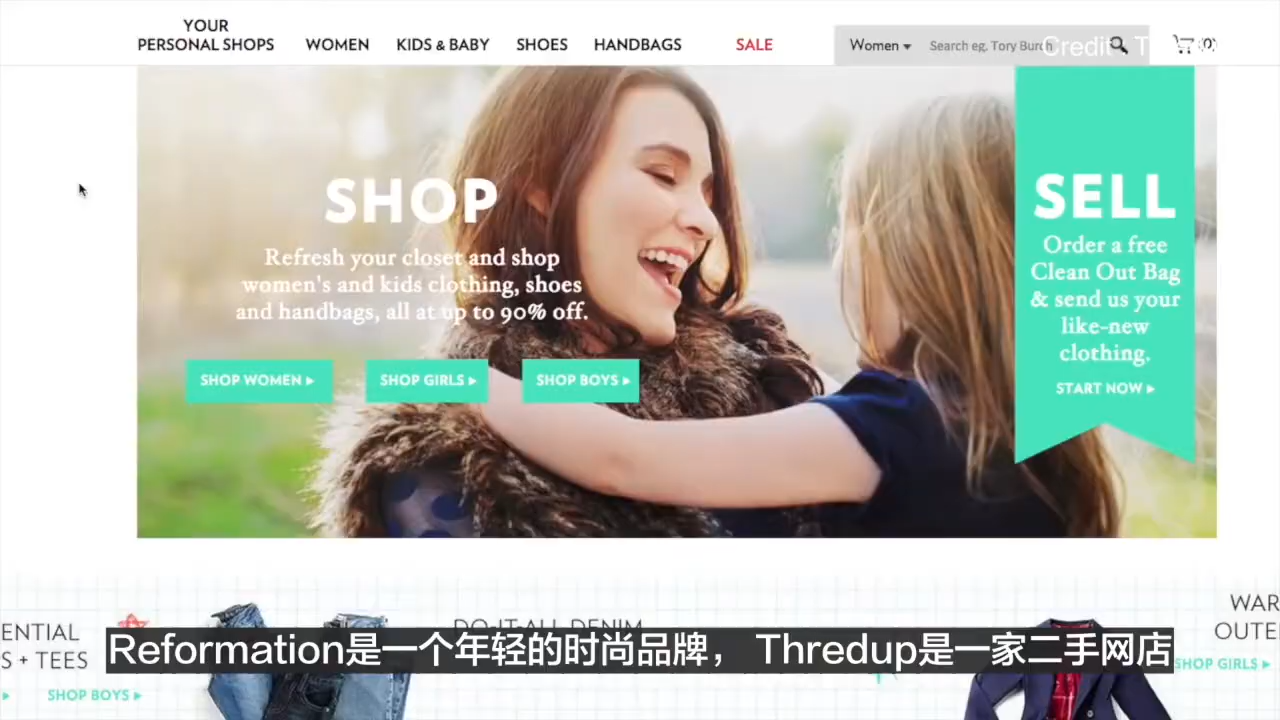 YOUR
PERSONAL SHOPS
WOMEN
KIDS & BABY
SHOES
HANDBAGS
SALE
Women
Search eg. Tory Burch
Credit
SHOP
Refresh your closet and shop
women's and kids clothing, shoes
and handbags, all at up to 90% off.
SHOP WOMEN
SHOP GIRLS
SHOP BOYS
SELL
Order a free
Clean Out Bag
& send us your
like-new
clothing.
START NOW
ENTIAL
S + TEES
SHOP BOYS
DO-IT-ALL DENIM
WAR
OUTE
SHOP GIRLS
Reformation是一个年轻的时尚品牌， Thredup是一家二手网店